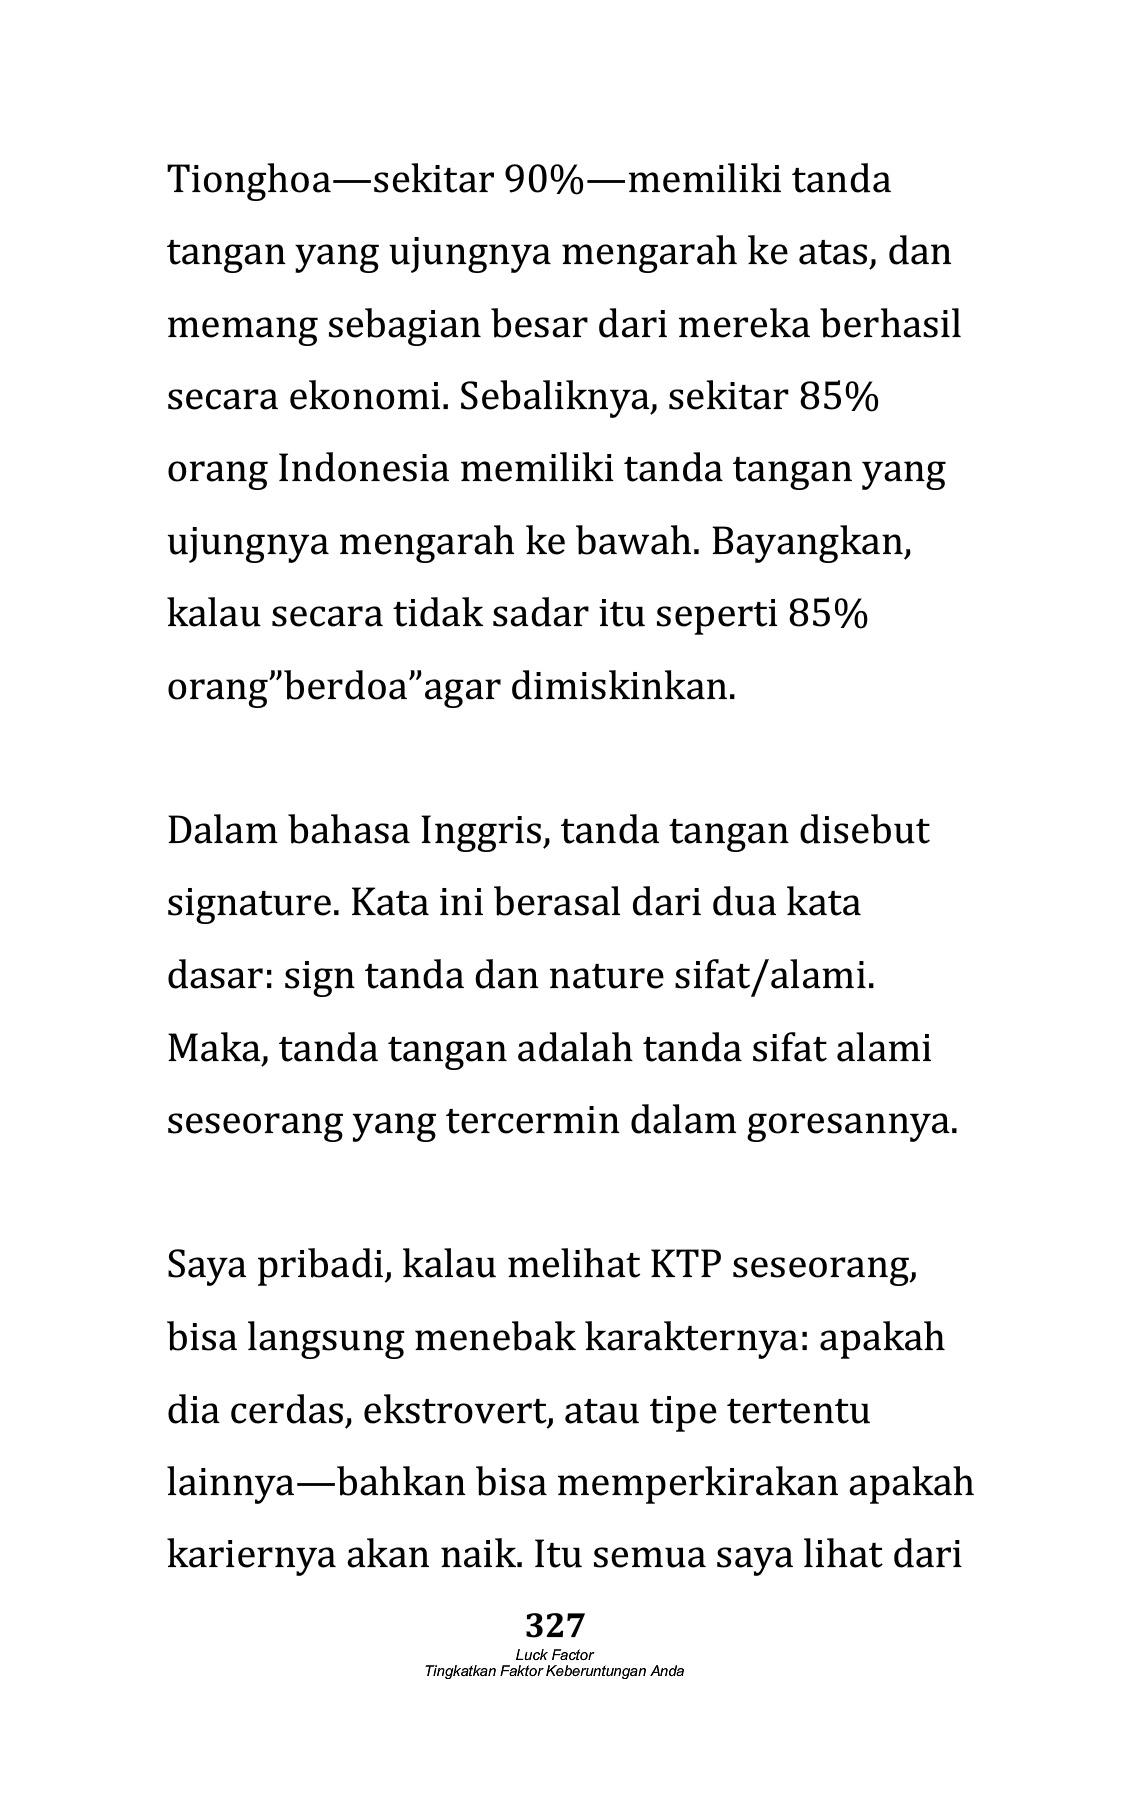 Tionghoa—sekitar 90%—memiliki tanda
tangan yang ujungnya mengarah ke atas, dan
memang sebagian besar dari mereka berhasil
secara ekonomi. Sebaliknya, sekitar 85%
orang Indonesia memiliki tanda tangan yang
ujungnya mengarah ke bawah. Bayangkan,
kalau secara tidak sadar itu seperti 85%
orang”berdoa”agar dimiskinkan.
Dalam bahasa Inggris, tanda tangan disebut
signature. Kata ini berasal dari dua kata
dasar: sign tanda dan nature sifat/alami.
Maka, tanda tangan adalah tanda sifat alami
seseorang yang tercermin dalam goresannya.
Saya pribadi, kalau melihat KTP seseorang,
bisa langsung menebak karakternya: apakah
dia cerdas, ekstrovert, atau tipe tertentu
lainnya—bahkan bisa memperkirakan apakah
kariernya akan naik. Itu semua saya lihat dari
327
Luck Factor
Tingkatkan Faktor Keberuntungan Anda